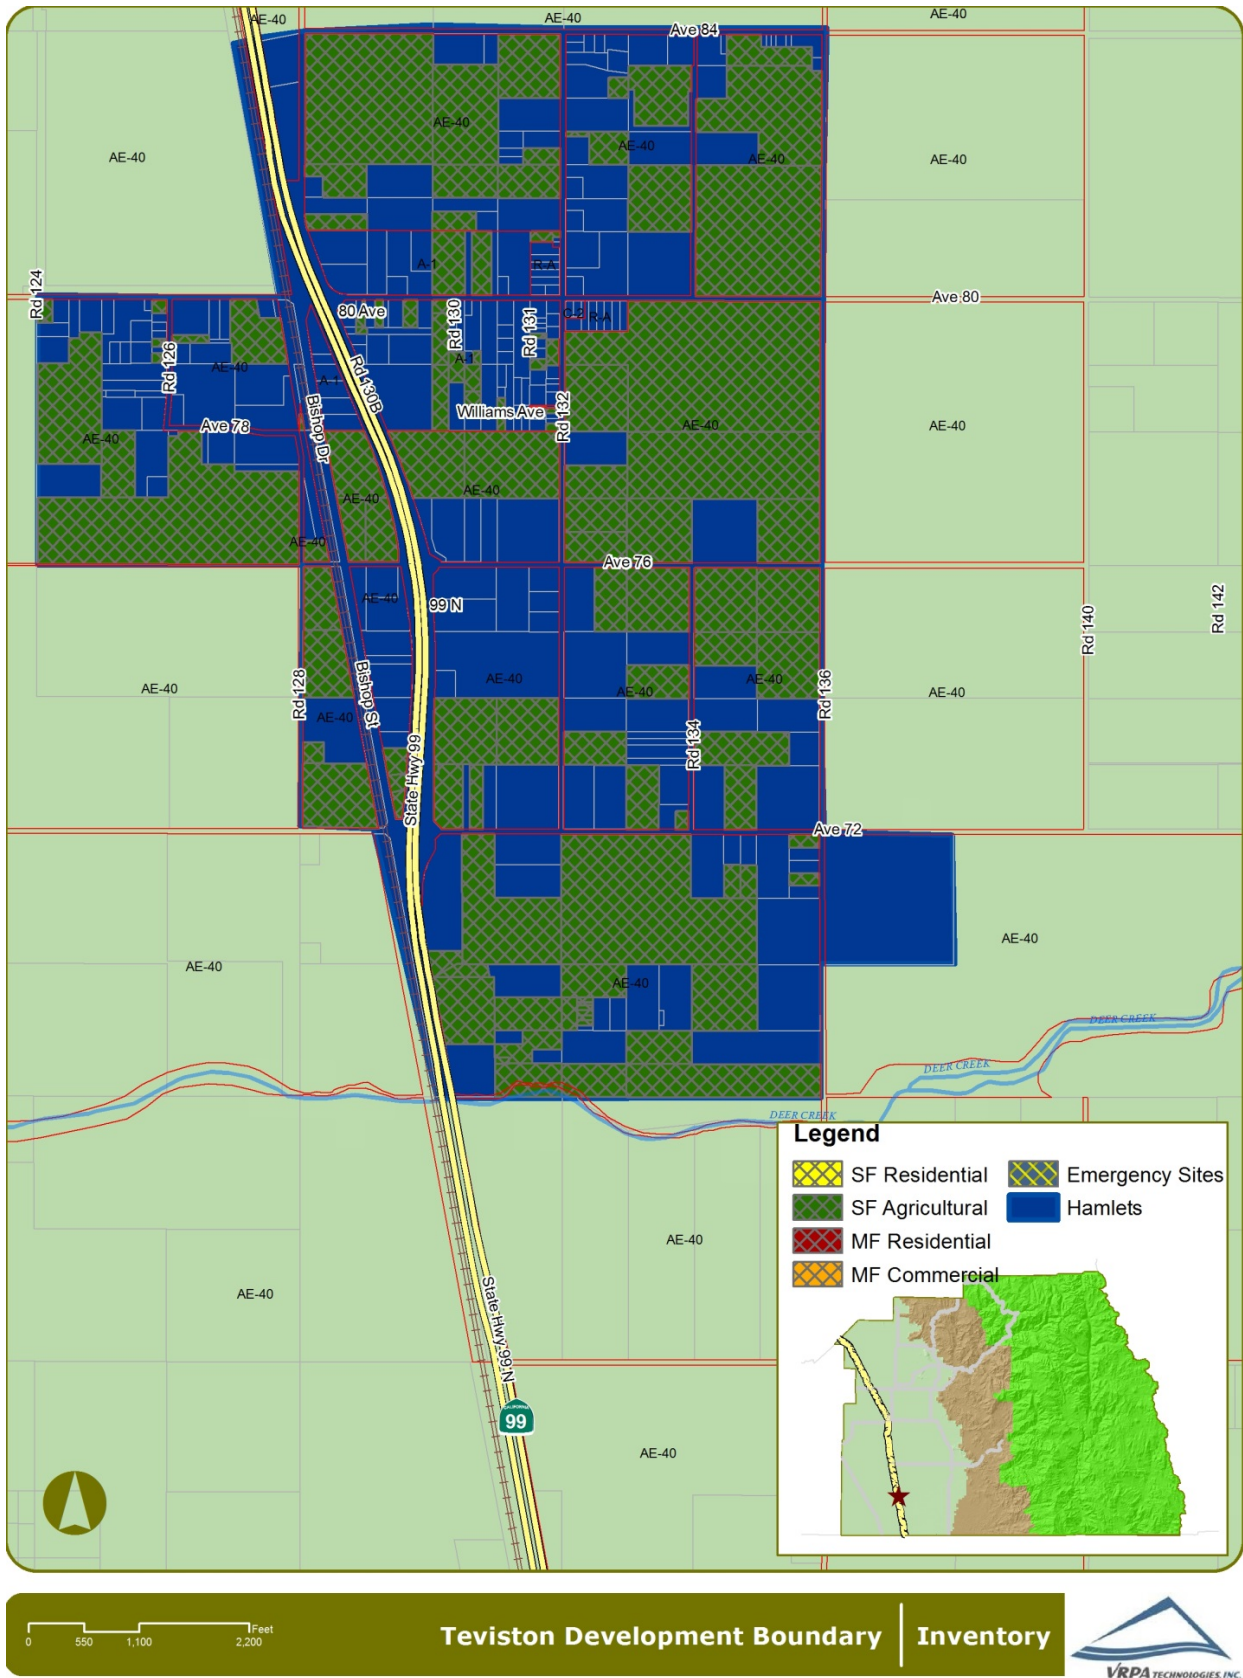 AE-40
AE-40
AE-40
Ave 84
AE-40
AE-40
AE-40
AE-40
AE-40
AE-40
A-1
R-A
Rd 124
80 Ave
Rd 130
Rd 131
C-2
R-A
Ave 80
Rd 126
AE-40
A-1
A-1
Rd 130B
Williams Ave
Rd 132
Ave 78
Bishop Dr
AE-40
AE-40
AE-40
AE-40
AE-40
AE-40
Ave 76
AE-40
99 N
Rd 140
Rd 142
AE-40
Rd 128
Bishop St
AE-40
AE-40
AE-40
AE-40
Rd 136
AE-40
AE-40
Rd 134
State Hwy 99
Ave 72
AE-40
AE-40
AE-40
DEER CREEK
DEER CREEK
DEER CREEK
AE-40
AE-40
State Hwy 99 N
CALIFORNIA
99
AE-40
Legend
SF Residential
SF Agricultural
MF Residential
MF Commercial
Emergency Sites
Hamlets
0 550 1,100 2,200
Feet
Teviston Development Boundary | Inventory
VRPA TECHNOLOGIES, INC.